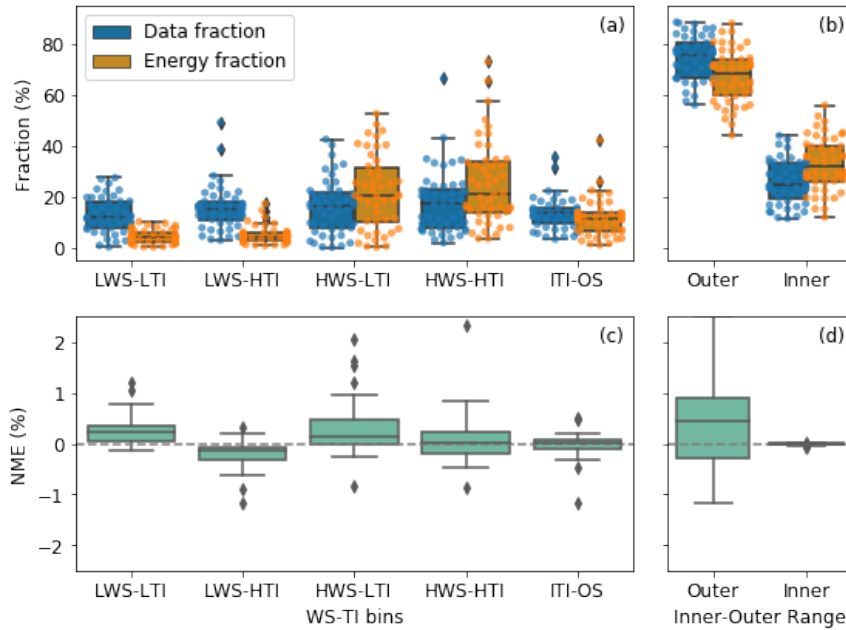 (a)
(b)
Data fraction
Energy fraction
Fraction (%)
80
60
40
20
0
LWS-LTI LWS-HTI HWS-LTI HWS-HTI ITI-OS
Outer Inner
(c)
(d)
NME (%)
2
1
0
−1
−2
LWS-LTI LWS-HTI HWS-LTI HWS-HTI ITI-OS
Outer Inner
WS-TI bins
Inner-Outer Range